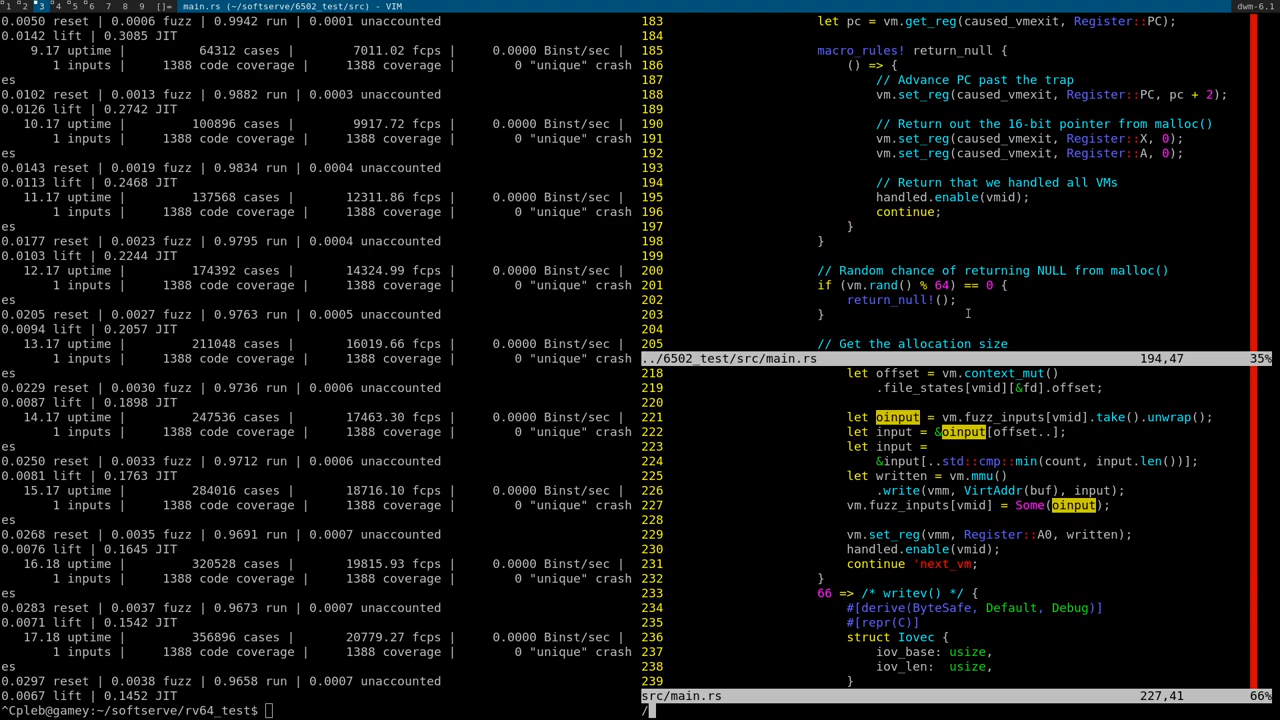 1 2 3 4 5 6 7 8 9 []= main.rs (~/softserve/6502_test/src) - VIM dwm-6.1
0.0050 reset | 0.0006 fuzz | 0.9942 run | 0.0001 unaccounted
0.0142 lift | 0.3085 JIT
9.17 uptime | 64312 cases | 7011.02 fcps | 0.0000 Binst/sec |
1 inputs | 1388 code coverage | 1388 coverage | 0 "unique" crash
es
0.0102 reset | 0.0013 fuzz | 0.9882 run | 0.0003 unaccounted
0.0126 lift | 0.2742 JIT
10.17 uptime | 100896 cases | 9917.72 fcps | 0.0000 Binst/sec |
1 inputs | 1388 code coverage | 1388 coverage | 0 "unique" crash
es
0.0143 reset | 0.0019 fuzz | 0.9834 run | 0.0004 unaccounted
0.0113 lift | 0.2468 JIT
11.17 uptime | 137568 cases | 12311.86 fcps | 0.0000 Binst/sec |
1 inputs | 1388 code coverage | 1388 coverage | 0 "unique" crash
es
0.0177 reset | 0.0023 fuzz | 0.9795 run | 0.0004 unaccounted
0.0103 lift | 0.2244 JIT
12.17 uptime | 174392 cases | 14324.99 fcps | 0.0000 Binst/sec |
1 inputs | 1388 code coverage | 1388 coverage | 0 "unique" crash
es
0.0205 reset | 0.0027 fuzz | 0.9763 run | 0.0005 unaccounted
0.0094 lift | 0.2057 JIT
13.17 uptime | 211048 cases | 16019.66 fcps | 0.0000 Binst/sec |
1 inputs | 1388 code coverage | 1388 coverage | 0 "unique" crash
es
0.0229 reset | 0.0030 fuzz | 0.9736 run | 0.0006 unaccounted
0.0087 lift | 0.1898 JIT
14.17 uptime | 247536 cases | 17463.30 fcps | 0.0000 Binst/sec |
1 inputs | 1388 code coverage | 1388 coverage | 0 "unique" crash
es
0.0250 reset | 0.0033 fuzz | 0.9712 run | 0.0006 unaccounted
0.0081 lift | 0.1763 JIT
15.17 uptime | 284016 cases | 18716.10 fcps | 0.0000 Binst/sec |
1 inputs | 1388 code coverage | 1388 coverage | 0 "unique" crash
es
0.0268 reset | 0.0035 fuzz | 0.9691 run | 0.0007 unaccounted
0.0076 lift | 0.1645 JIT
16.18 uptime | 320528 cases | 19815.93 fcps | 0.0000 Binst/sec |
1 inputs | 1388 code coverage | 1388 coverage | 0 "unique" crash
es
0.0283 reset | 0.0037 fuzz | 0.9673 run | 0.0007 unaccounted
0.0071 lift | 0.1542 JIT
17.18 uptime | 356896 cases | 20779.27 fcps | 0.0000 Binst/sec |
1 inputs | 1388 code coverage | 1388 coverage | 0 "unique" crash
es
0.0297 reset | 0.0038 fuzz | 0.9658 run | 0.0007 unaccounted
0.0067 lift | 0.1452 JIT
^Cpleb@gamey:~/softserve/rv64_test$
183 let pc = vm.get_reg(caused_vmexit, Register::PC);
184
185 macro_rules! return_null {
186 () => {
187 // Advance PC past the trap
188 vm.set_reg(caused_vmexit, Register::PC, pc + 2);
189
190 // Return out the 16-bit pointer from malloc()
191 vm.set_reg(caused_vmexit, Register::X, 0);
192 vm.set_reg(caused_vmexit, Register::A, 0);
193
194 // Return that we handled all VMs
195 handled.enable(vmid);
196 continue;
197 }
198 }
199
200 // Random chance of returning NULL from malloc()
201 if (vm.rand() % 64) == 0 {
202 return_null!();
203 }
204
205 // Get the allocation size
../6502_test/src/main.rs 194,47 35%
218 let offset = vm.context_mut()
219 .file_states[vmid][&fd].offset;
220
221 let oinput = vm.fuzz_inputs[vmid].take().unwrap();
222 let input = &oinput[offset..];
223 let input =
224 &input[..std::cmp::min(count, input.len())];
225 let written = vm.mmu()
226 .write(vmm, VirtAddr(buf), input);
227 vm.fuzz_inputs[vmid] = Some(oinput);
228
229 vm.set_reg(vmm, Register::A0, written);
230 handled.enable(vmid);
231 continue 'next_vm;
232 }
233 66 => /* writev() */ {
234 #[derive(ByteSafe, Default, Debug)]
235 #[repr(C)]
236 struct Iovec {
237 iov_base: usize,
238 iov_len: usize,
239 }
src/main.rs 227,41 66%
/